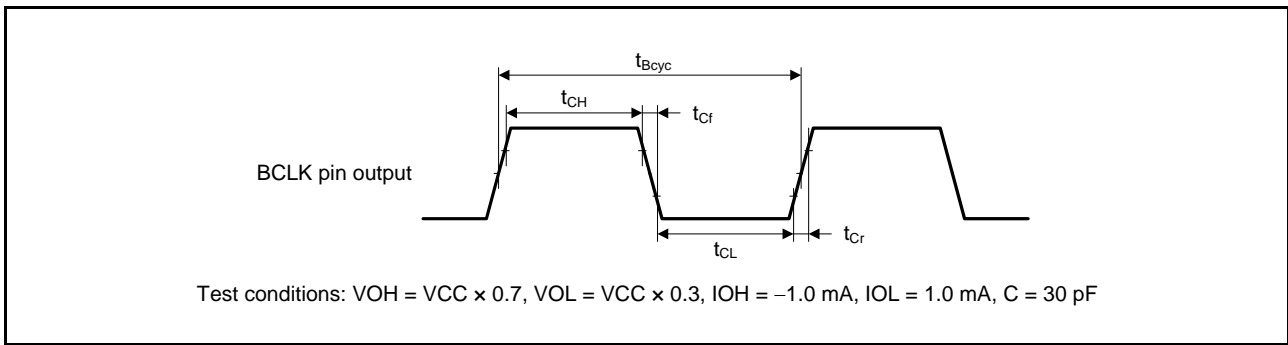 tBcyc
tCH
tCf
BCLK pin output
tCL
tCr
Test conditions: VOH = VCC × 0.7, VOL = VCC × 0.3, IOH = −1.0 mA, IOL = 1.0 mA, C = 30 pF